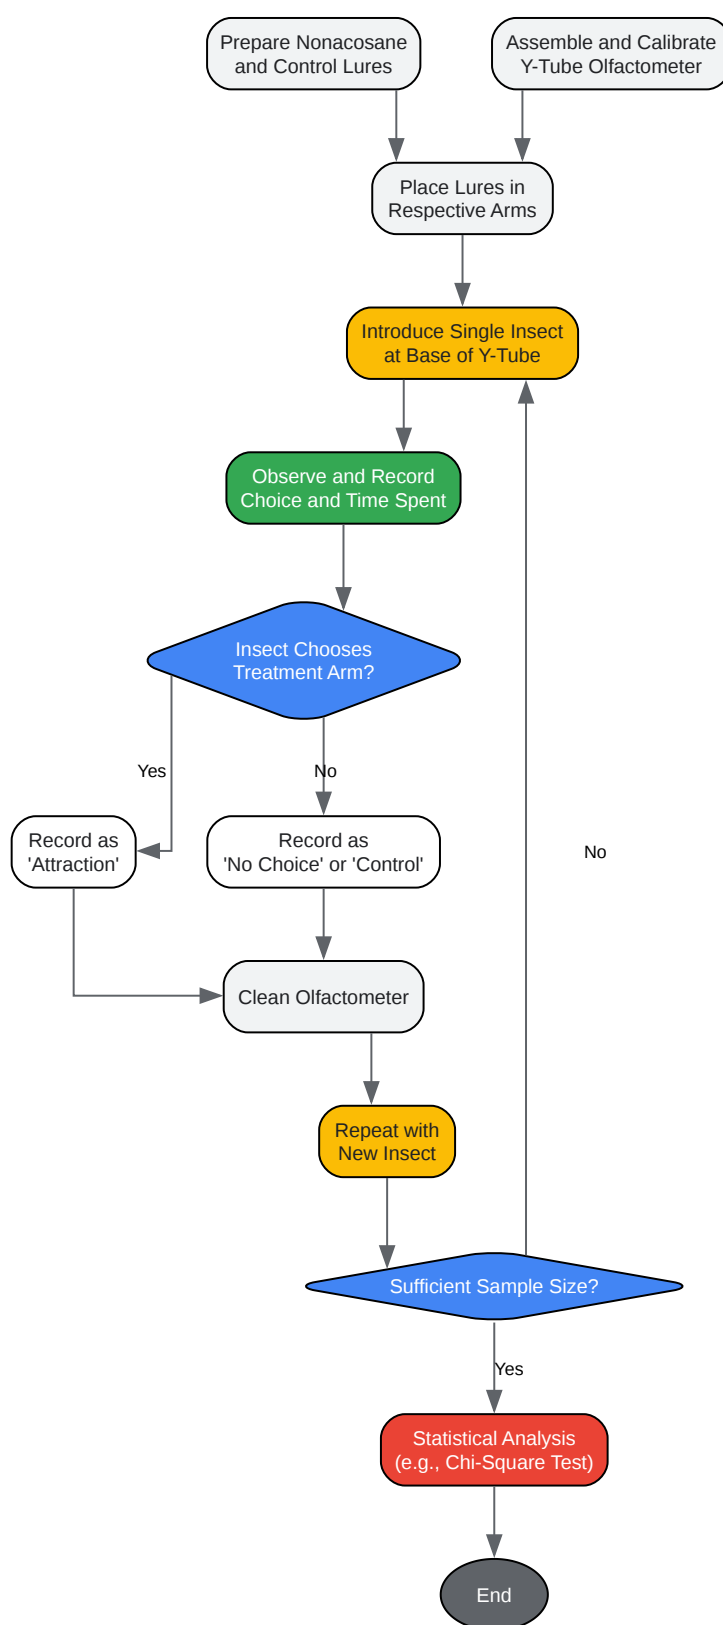 Prepare Nonacosane
and Control Lures
Assemble and Calibrate
Y-Tube Olfactometer
Place Lures in
Respective Arms
Introduce Single Insect
at Base of Y-Tube
Observe and Record
Choice and Time Spent
Insect Chooses
Treatment Arm?
Yes
No
Record as
'Attraction'
Record as
'No Choice' or 'Control'
No
Clean Olfactometer
Repeat with
New Insect
Sufficient Sample Size?
Yes
Statistical Analysis
(e.g., Chi-Square Test)
End